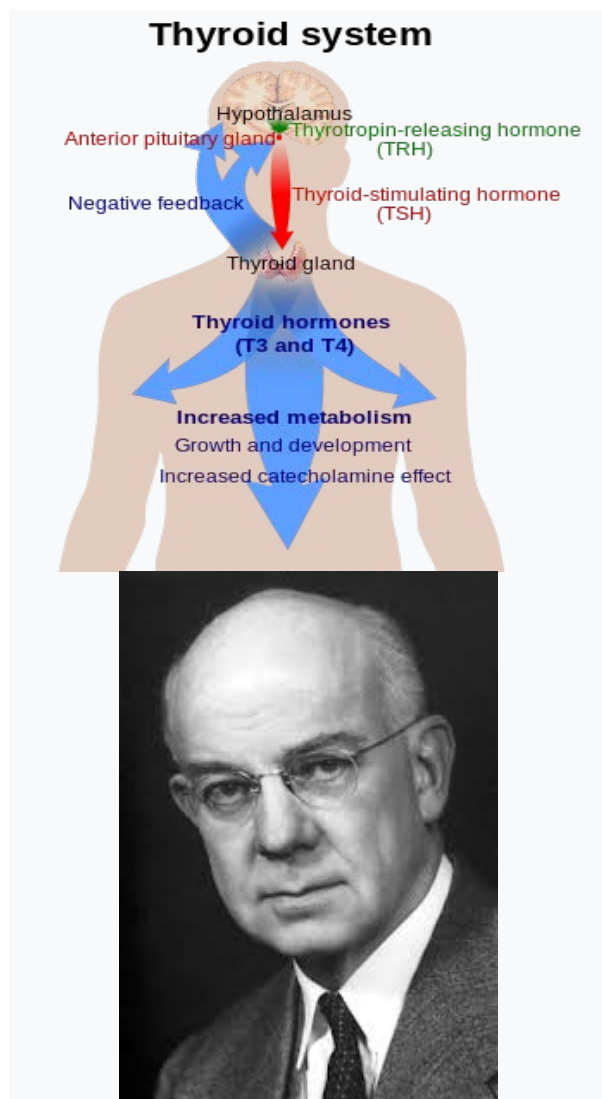 Thyroid system
Hypothalamus
Anterior pituitary gland
Thyrotropin-releasing hormone
(TRH)
Negative feedback
Thyroid-stimulating hormone
(TSH)
Thyroid gland
Thyroid hormones
(T3 and T4)
Increased metabolism
Growth and development
Increased catecholamine effect